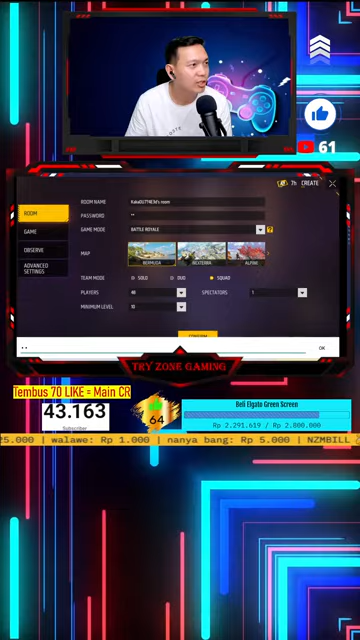 61
7h CREATE
ROOM
GAME
OBSERVE
ADVANCED SETTINGS
ROOM NAME
PASSWORD
**
GAME MODE BATTLE ROYALE
MAP
BERMUDA
BEXTERRA
ALPINE
TEAM MODE SOLO DUO SQUAD
PLAYERS 48 SPECTATORS 1
MINIMUM LEVEL
CONFIRM
OK
TRY ZONE GAMING
Tembus 70 LIKE = Main CR
43.163
Subscriber
64
Beli Elgato Green Screen
Rp 2.291.619 / Rp 2.800.000
25.000 | walawe: Rp 1.000 | nanya bang: Rp 5.000 | NZMBILL